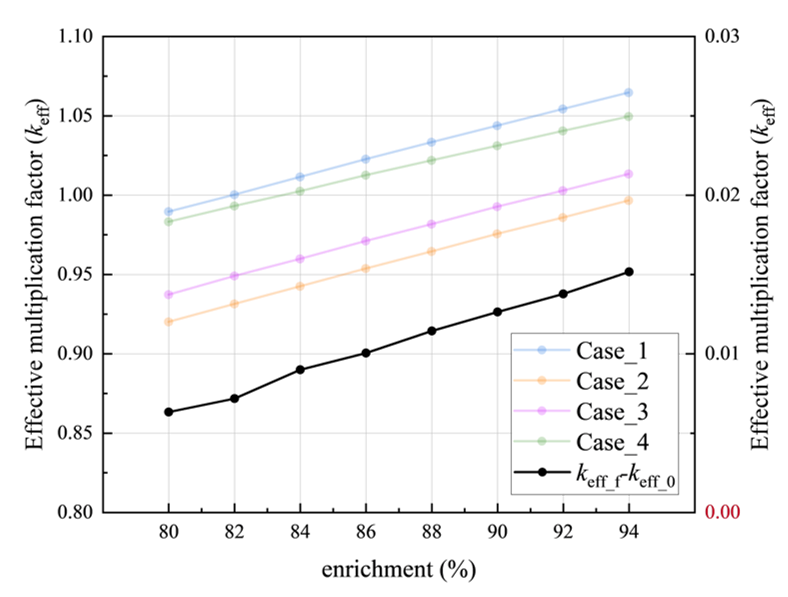 1.10
1.05
1.00
0.95
0.90
0.85
0.80
Effective multiplication factor (keff)
0.03
0.02
0.01
0.00
Effective multiplication factor (keff)
80 82 84 86 88 90 92 94
enrichment (%)
Case_1
Case_2
Case_3
Case_4
keff_f-keff_0